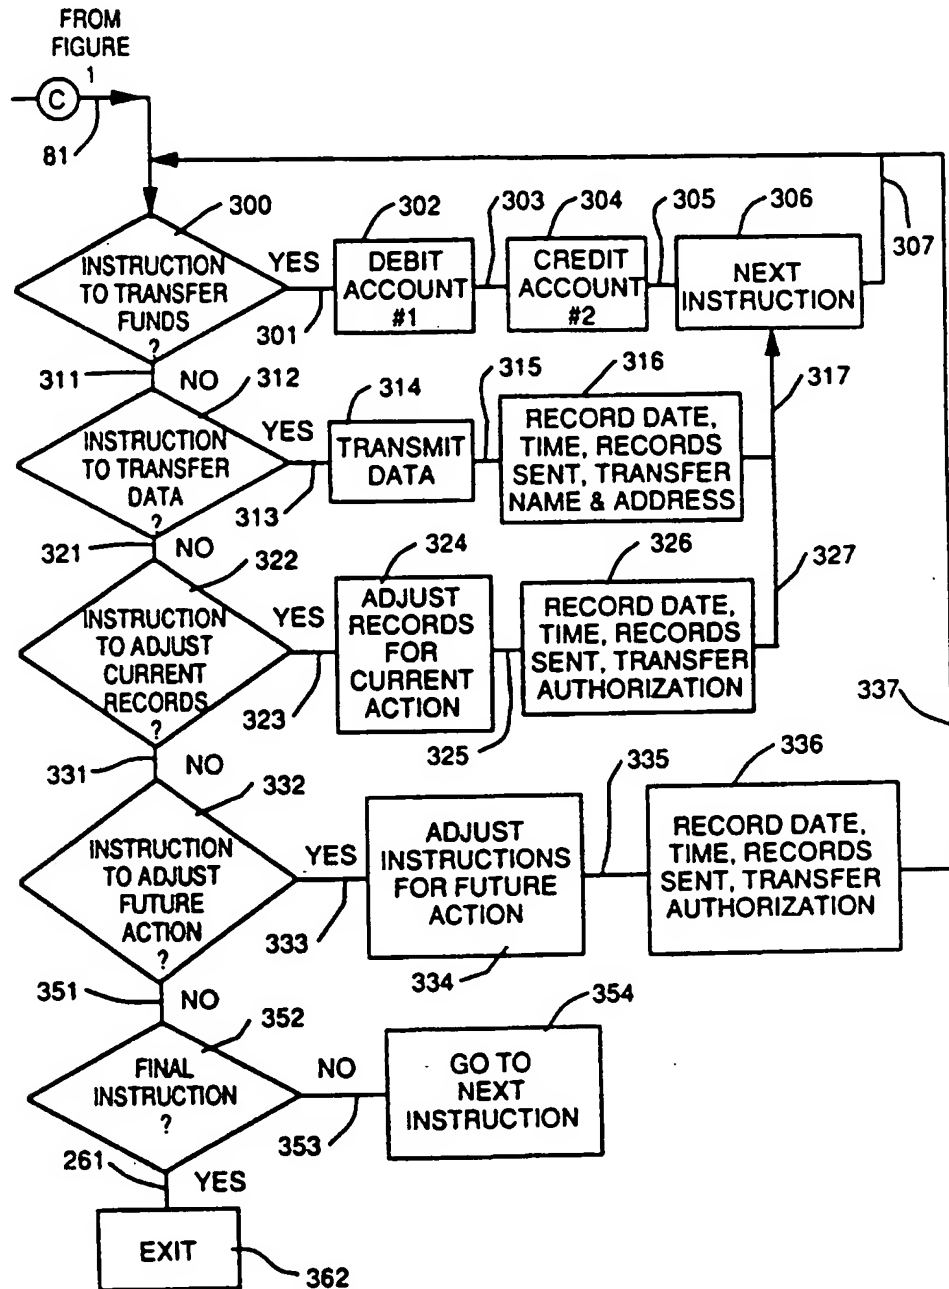 FROM
FIGURE
1
C
81
300
INSTRUCTION
TO TRANSFER
FUNDS
?
YES
301
302
DEBIT
ACCOUNT
#1
303
304
CREDIT
ACCOUNT
#2
305
306
NEXT
INSTRUCTION
307
311
NO
312
INSTRUCTION
TO TRANSFER
DATA
?
YES
313
314
TRANSMIT
DATA
315
316
RECORD DATE,
TIME, RECORDS
SENT, TRANSFER
NAME & ADDRESS
317
321
NO
322
INSTRUCTION
TO ADJUST
CURRENT
RECORDS
?
YES
323
324
ADJUST
RECORDS
FOR
CURRENT
ACTION
325
326
RECORD DATE,
TIME, RECORDS
SENT, TRANSFER
AUTHORIZATION
327
337
331
NO
332
INSTRUCTION
TO ADJUST
FUTURE
ACTION
?
YES
333
ADJUST
INSTRUCTIONS
FOR FUTURE
ACTION
334
335
336
RECORD DATE,
TIME, RECORDS
SENT, TRANSFER
AUTHORIZATION
351
NO
352
FINAL
INSTRUCTION
?
NO
353
354
GO TO
NEXT
INSTRUCTION
261
YES
EXIT
362